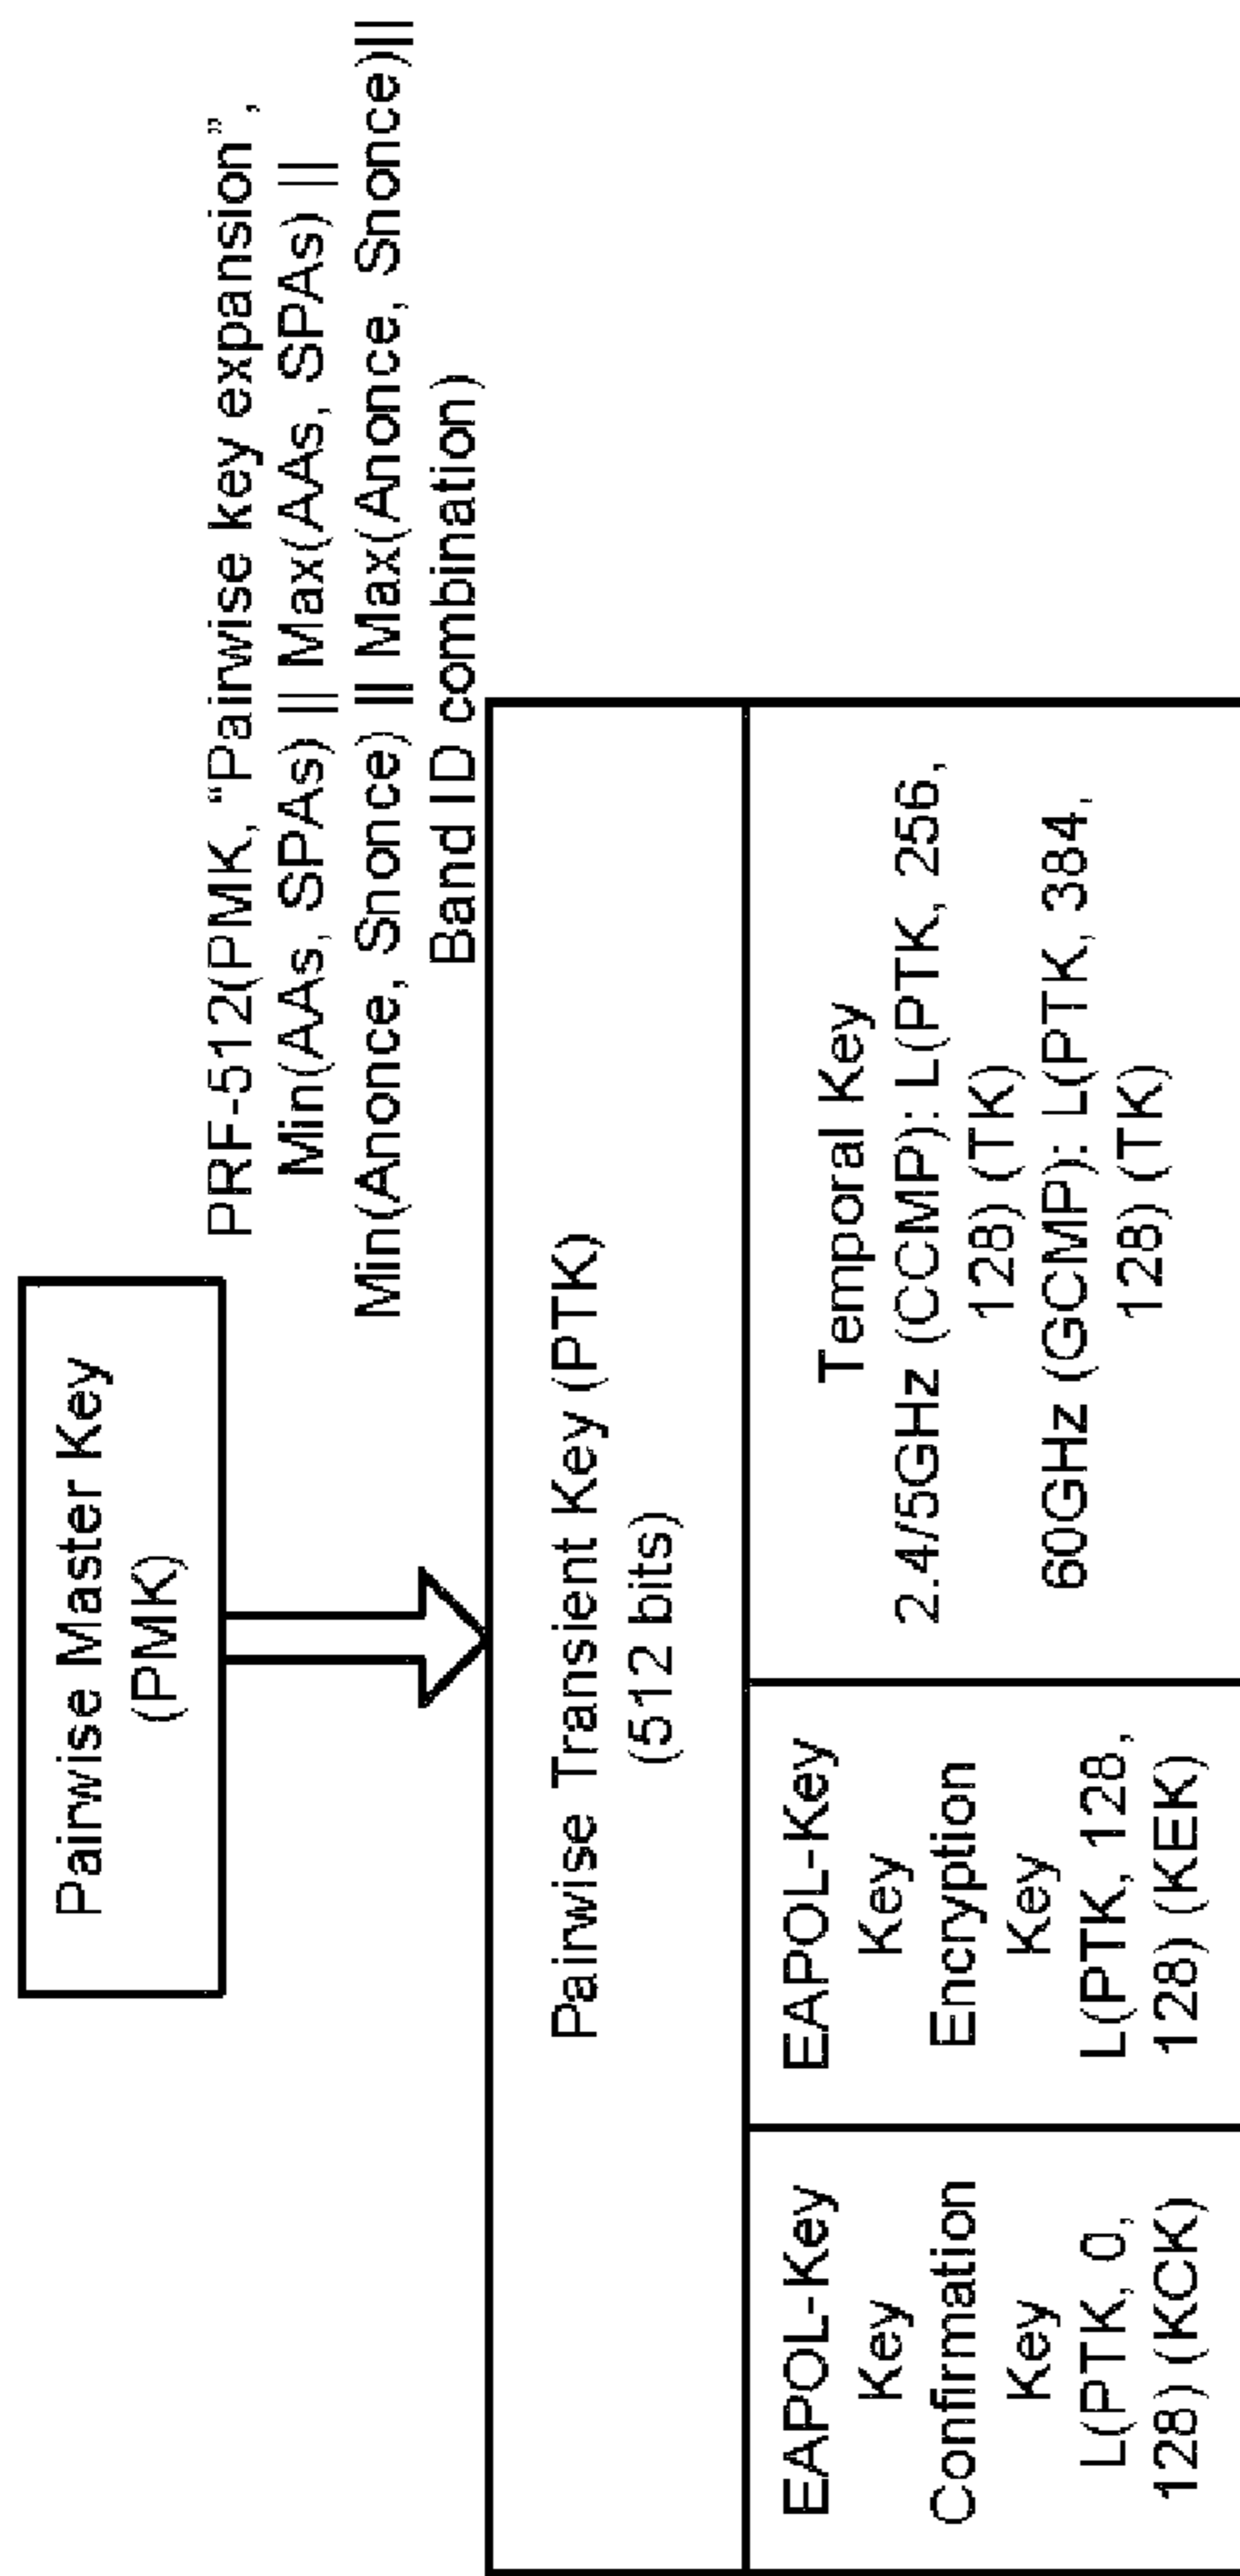 Pairwise Master Key
(PMK)
PRF-512(PMK, “Pairwise key expansion”,
Min(AAs, SPAs) || Max(AAs, SPAs) ||
Min(Anonce, Snonce) || Max(Anonce, Snonce)||
Band ID combination)
Pairwise Transient Key (PTK)
(512 bits)
EAPOL-Key
Key
Confirmation
Key
L(PTK, 0,
128) (KCK)
EAPOL-Key
Key
Encryption
Key
L(PTK, 128,
128) (KEK)
Temporal Key
2.4/5GHz (CCMP): L(PTK, 256,
128) (TK)
60GHz (GCMP): L(PTK, 384,
128) (TK)